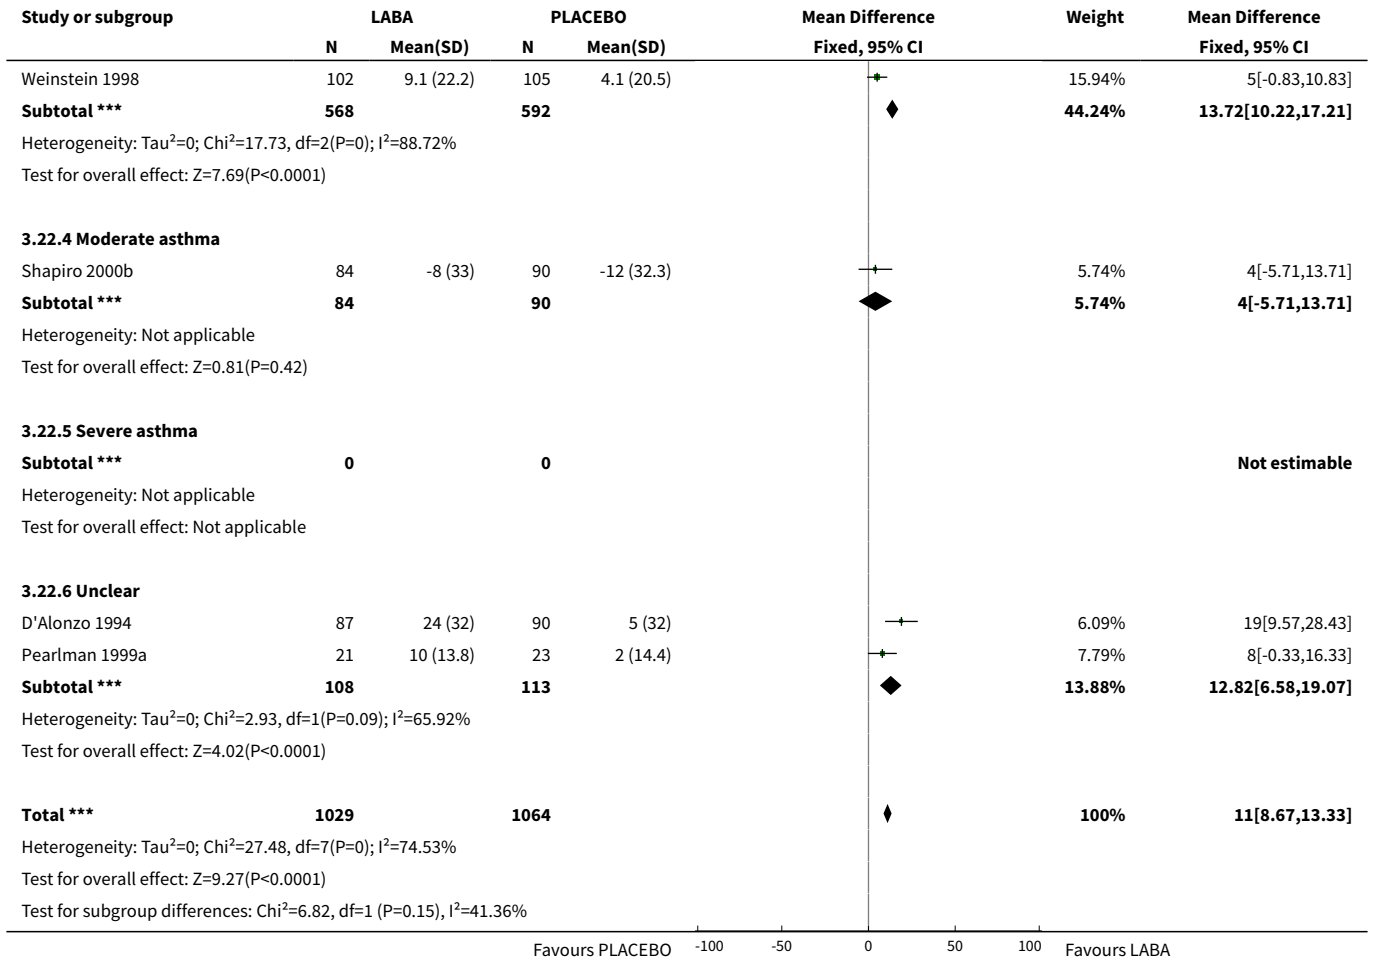 Study or subgroup LABA PLACEBO Mean Difference Weight Mean Difference
N Mean(SD) N Mean(SD) Fixed, 95% CI Fixed, 95% CI
Weinstein 1998 102 9.1 (22.2) 105 4.1 (20.5) 15.94% 5[-0.83,10.83]
Subtotal *** 568 592 44.24% 13.72[10.22,17.21]
Heterogeneity: Tau²=0; Chi²=17.73, df=2(P=0); I²=88.72%
Test for overall effect: Z=7.69(P<0.0001)
3.22.4 Moderate asthma
Shapiro 2000b 84 -8 (33) 90 -12 (32.3) 5.74% 4[-5.71,13.71]
Subtotal *** 84 90 5.74% 4[-5.71,13.71]
Heterogeneity: Not applicable
Test for overall effect: Z=0.81(P=0.42)
3.22.5 Severe asthma
Subtotal *** 0 0 Not estimable
Heterogeneity: Not applicable
Test for overall effect: Not applicable
3.22.6 Unclear
D'Alonzo 1994 87 24 (32) 90 5 (32) 6.09% 19[9.57,28.43]
Pearlman 1999a 21 10 (13.8) 23 2 (14.4) 7.79% 8[-0.33,16.33]
Subtotal *** 108 113 13.88% 12.82[6.58,19.07]
Heterogeneity: Tau²=0; Chi²=2.93, df=1(P=0.09); I²=65.92%
Test for overall effect: Z=4.02(P<0.0001)
Total *** 1029 1064 100% 11[8.67,13.33]
Heterogeneity: Tau²=0; Chi²=27.48, df=7(P=0); I²=74.53%
Test for overall effect: Z=9.27(P<0.0001)
Test for subgroup differences: Chi²=6.82, df=1 (P=0.15), I²=41.36%
Favours PLACEBO -100 -50 0 50 100 Favours LABA